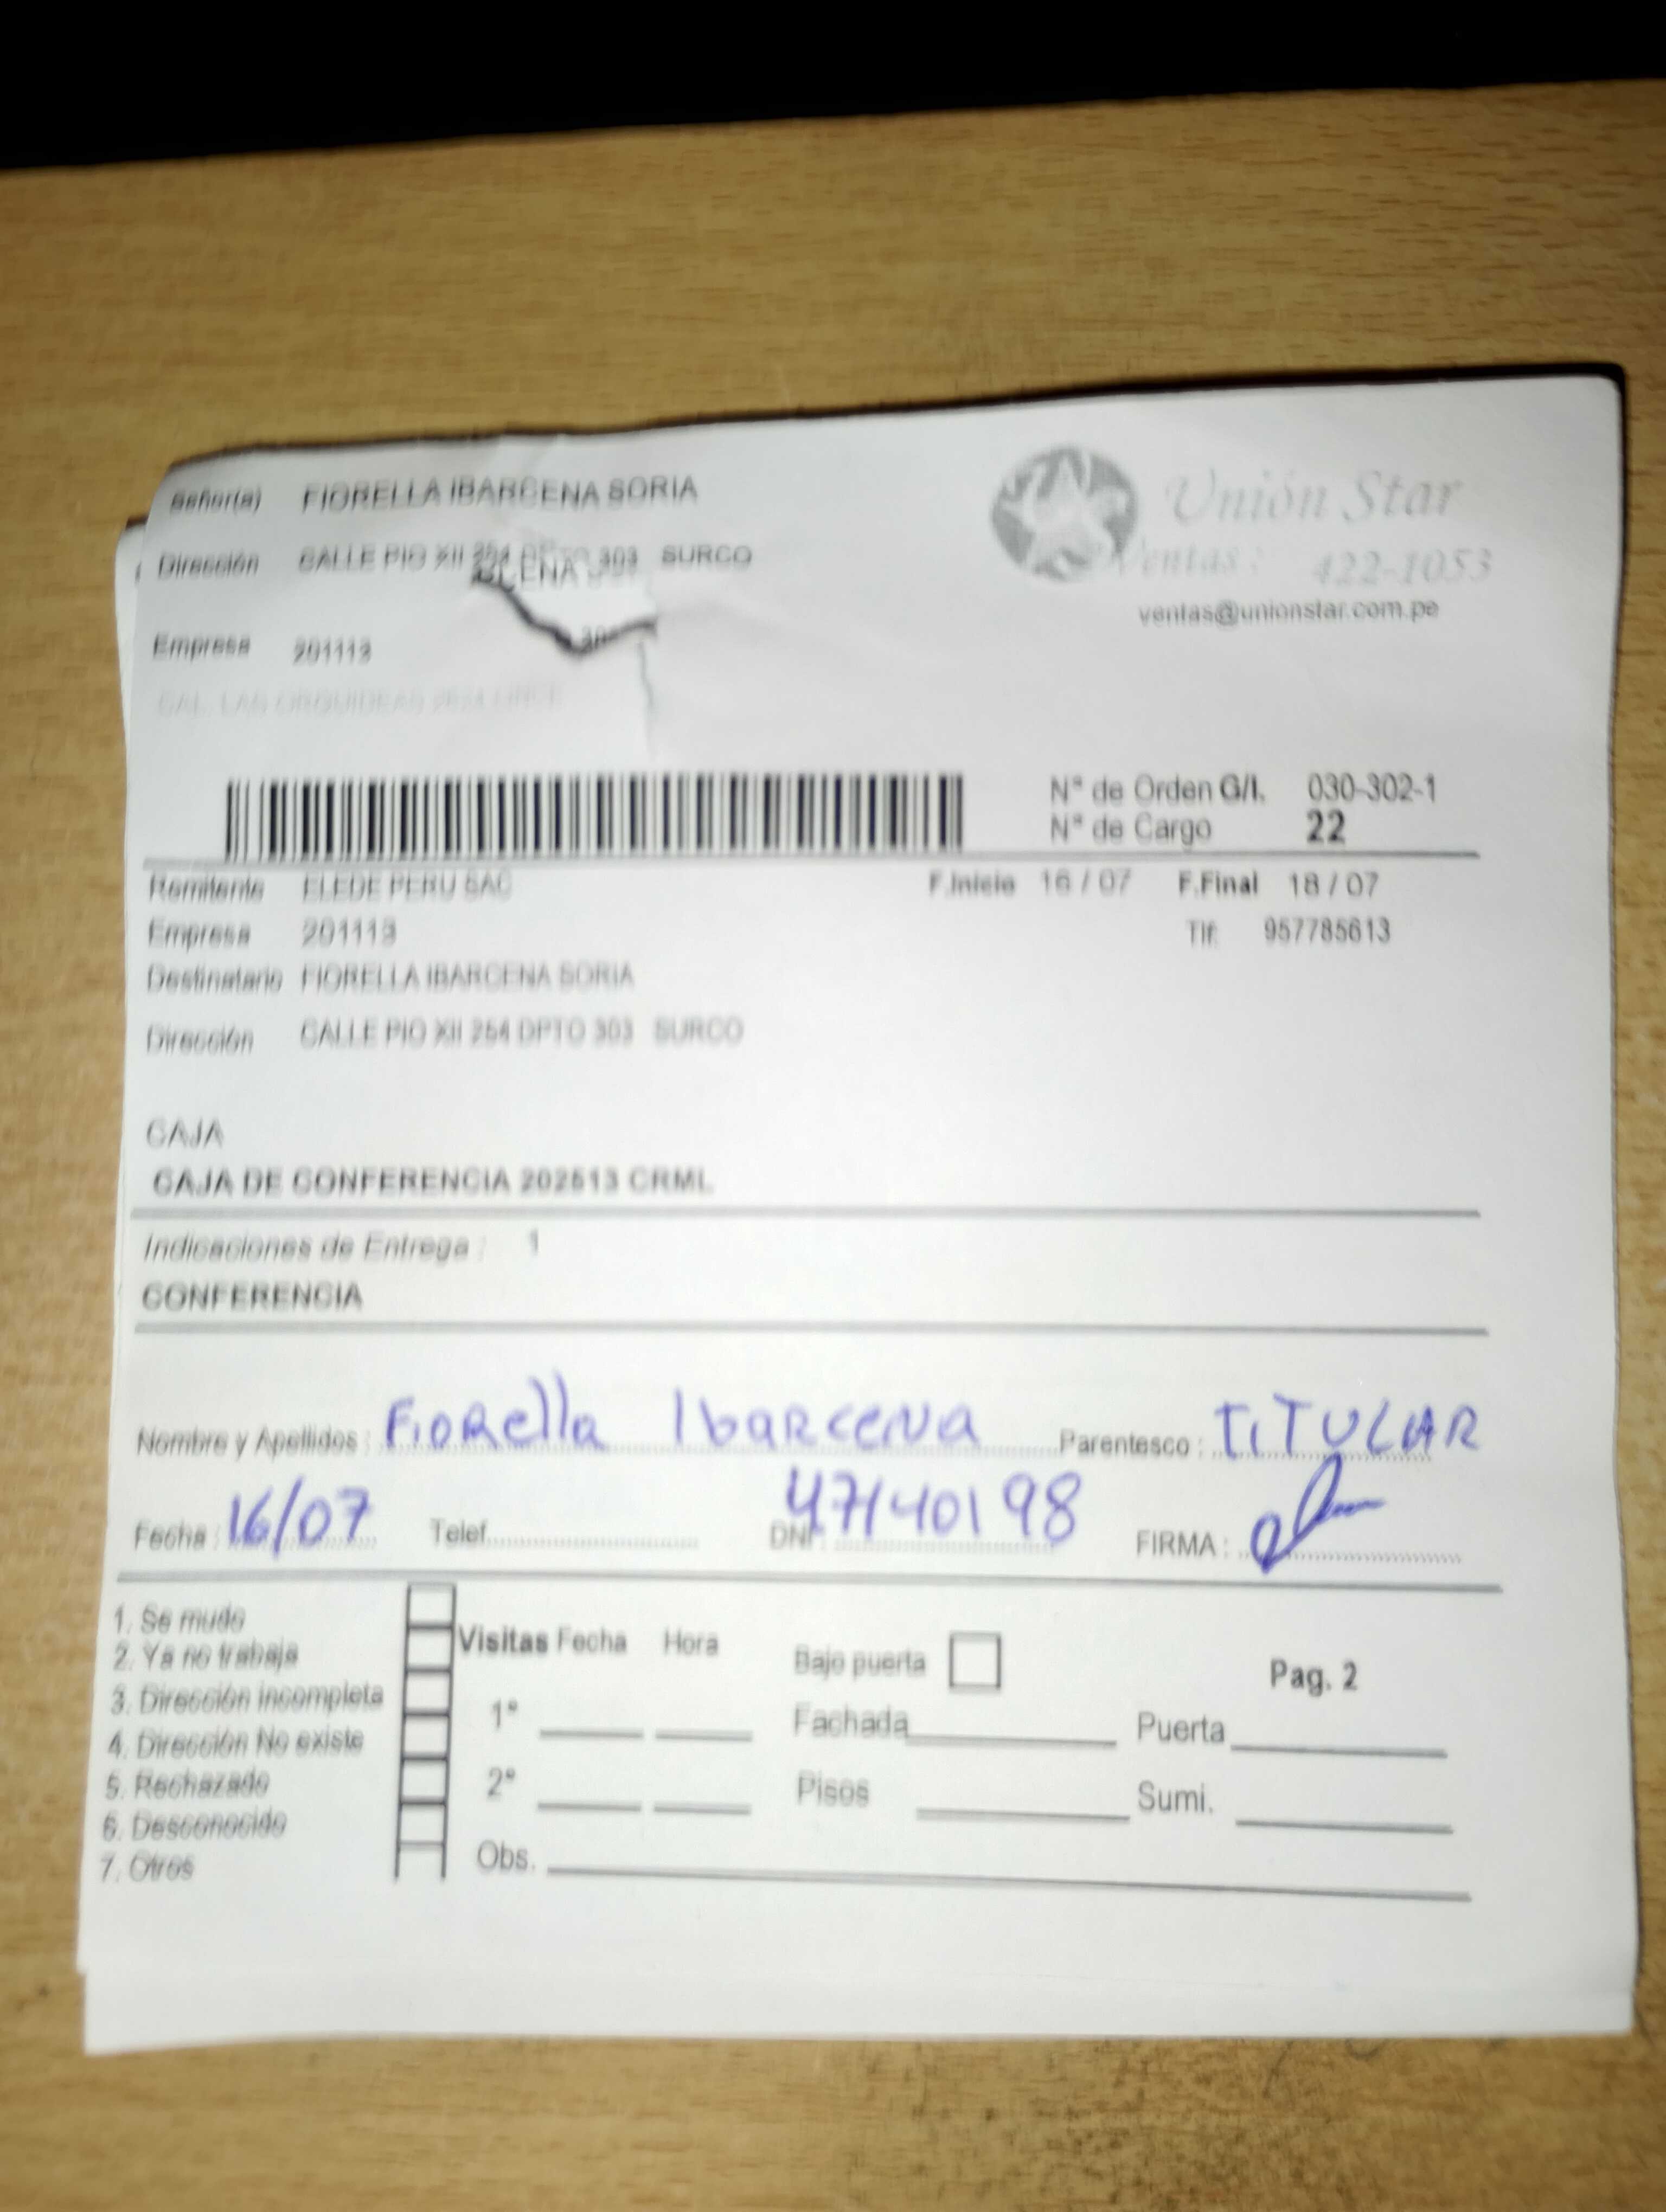 Señor(a) FIORELLA IBARCENA SORIA
Unión Star
Dirección CALLE PIO XII 254 303 SURCO
Ventas: 422-1053
ventas@unionstar.com.pe
Empresa 201113
N° de Orden G/I. 030-302-1
N° de Cargo 22
Remitente ELEDE PERU SAC F.Inicio 16 / 07 F.Final 18 / 07
Empresa 201113 Tlf: 957785613
Destinatario FIORELLA IBARCENA SORIA
Dirección CALLE PIO XII 254 DPTO 303 SURCO
CAJA
CAJA DE CONFERENCIA 202513 CRML
Indicaciones de Entrega : 1
CONFERENCIA
Nombre y Apellidos : Fiorella Ibarcena Parentesco : TITULAR
Fecha : 16/07 Telef. DNI : 47140198 FIRMA :
1. Se mudo
2. Ya no trabaja
3. Dirección incompleta
4. Dirección No existe
5. Rechazado
6. Desconocido
7. Otros
Visitas Fecha Hora
1°
2°
Obs.
Bajo puerta
Fachada
Pisos
Pag. 2
Puerta
Sumi.